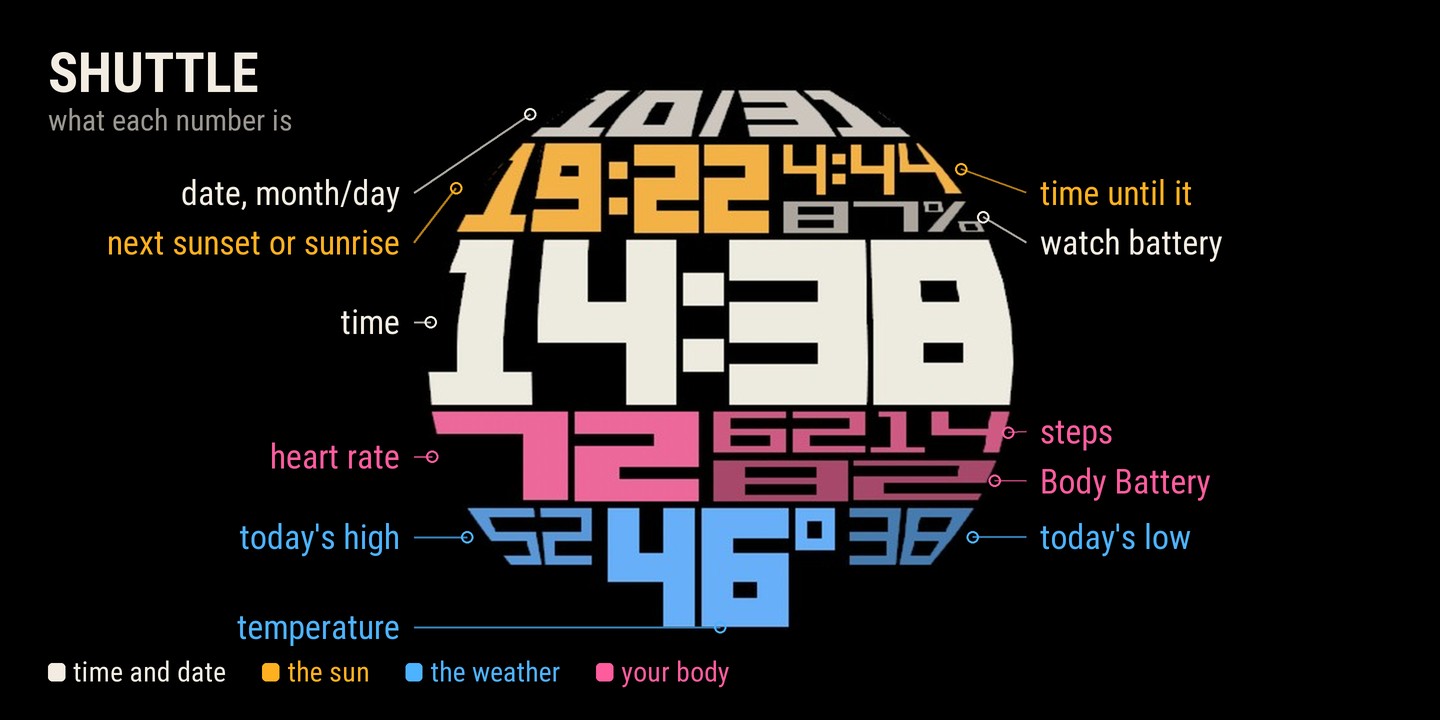 SHUTTLE
what each number is
10/31
date, month/day
19:22
4:44
next sunset or sunrise
time until it
87%
watch battery
14:38
time
72
6214
steps
heart rate
82
Body Battery
today's high
52
46°
38
today's low
temperature
time and date
the sun
the weather
your body